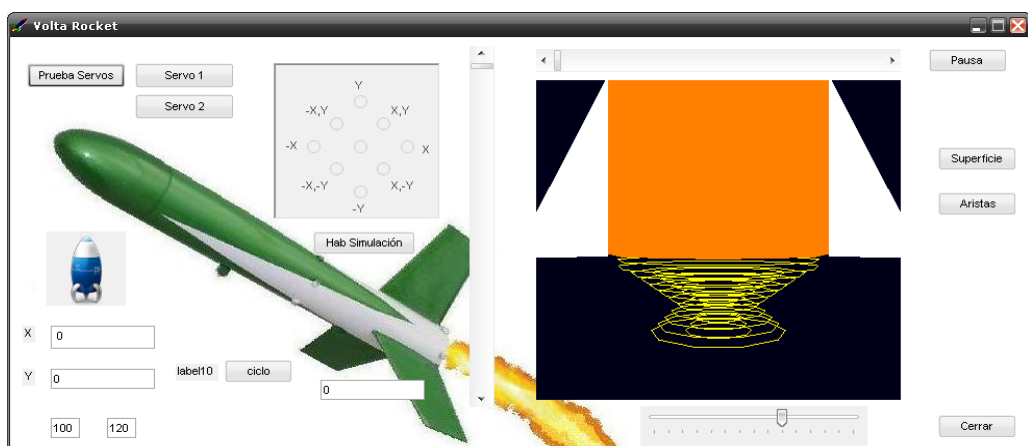 Volta Rocket
Prueba Servos
Servo 1
Servo 2
Y
-X,Y
X,Y
-X
X
-X,-Y
X,-Y
-Y
Hab Simulación
X
0
Y
0
label10
ciclo
0
100
120
Pausa
Superficie
Aristas
Cerrar